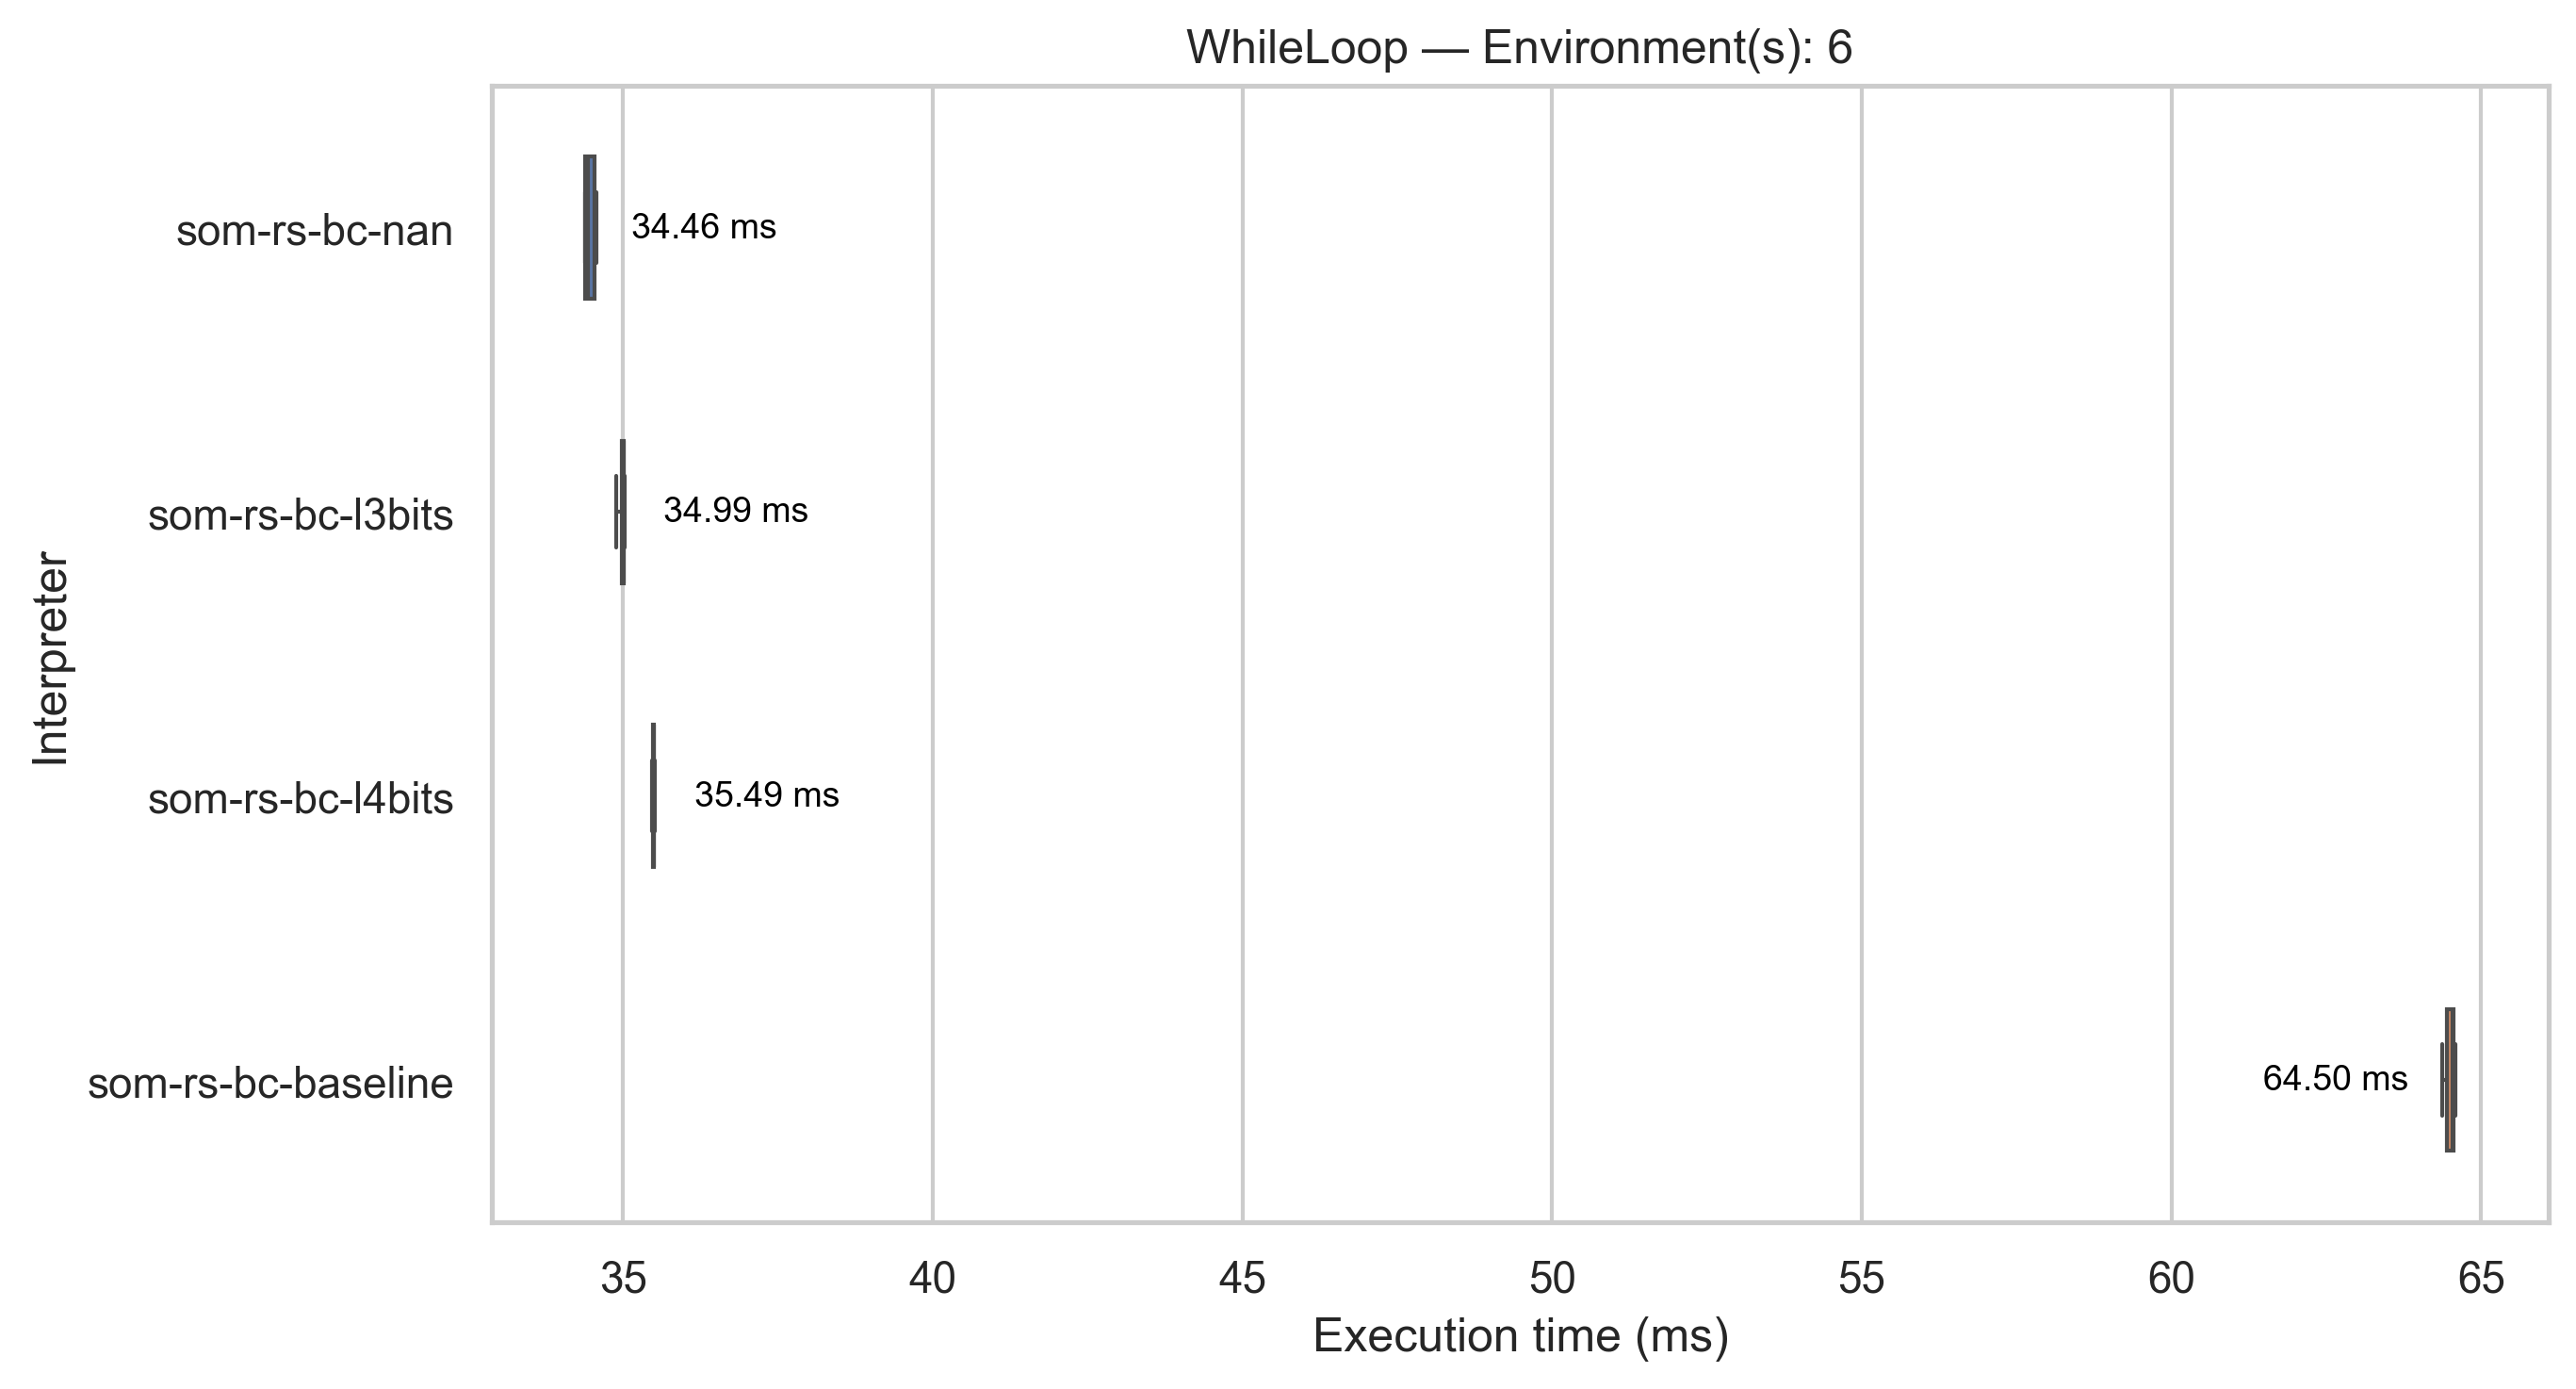 WhileLoop — Environment(s): 6
som-rs-bc-nan
34.46 ms
som-rs-bc-l3bits
34.99 ms
som-rs-bc-l4bits
35.49 ms
som-rs-bc-baseline
64.50 ms
Interpreter
35 40 45 50 55 60 65
Execution time (ms)